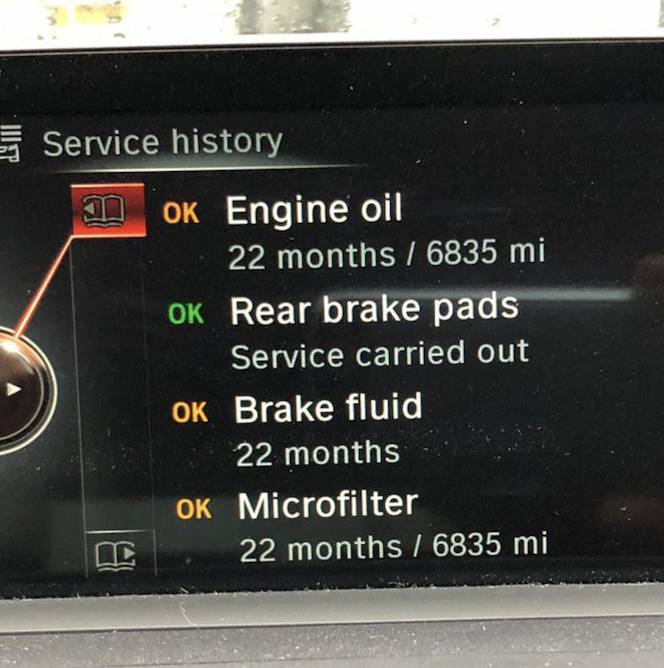 Service history
OK Engine oil
22 months / 6835 mi
OK Rear brake pads
Service carried out
OK Brake fluid
22 months
OK Microfilter
22 months / 6835 mi